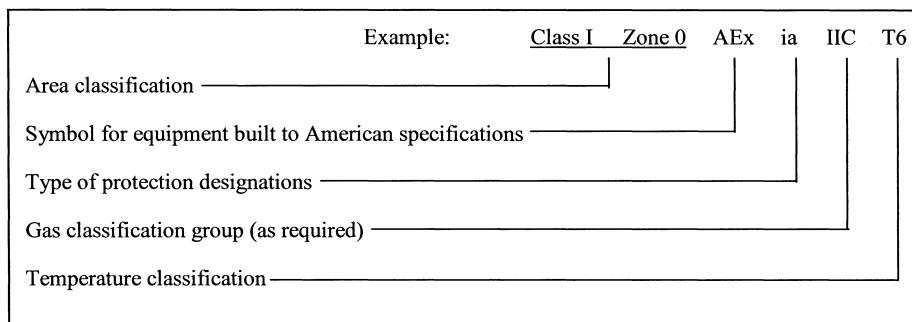 Example: Class I Zone 0 AEx ia IIC T6
Area classification
Symbol for equipment built to American specifications
Type of protection designations
Gas classification group (as required)
Temperature classification